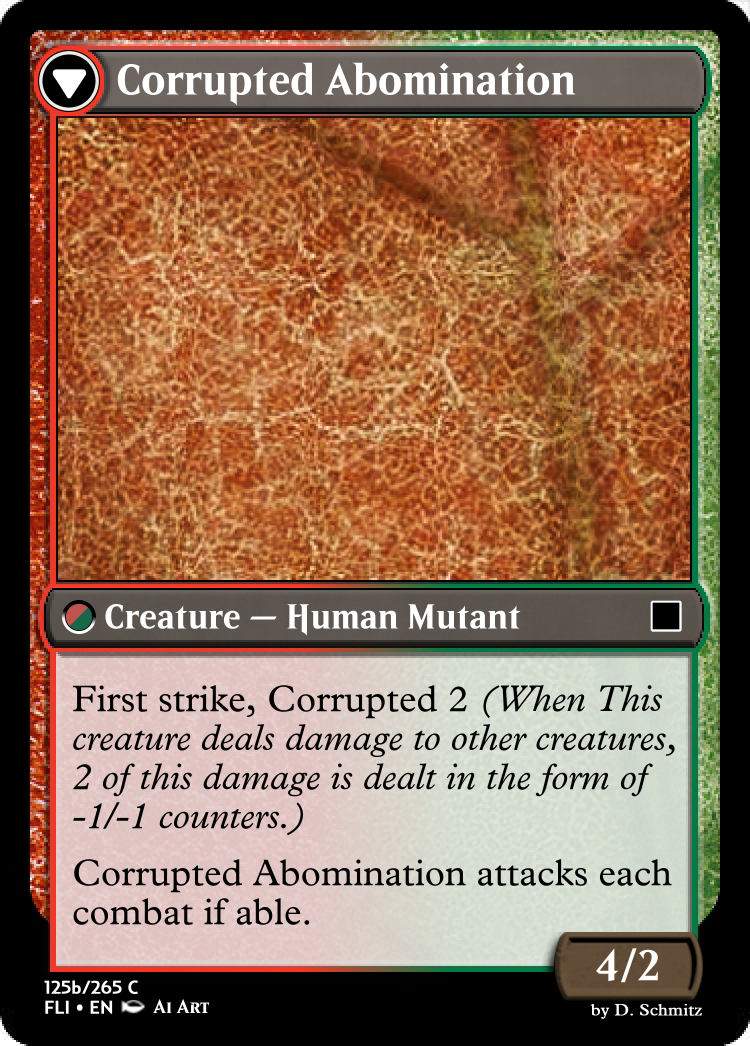 Corrupted Abomination
Creature — Human Mutant
First strike, Corrupted 2 (When This
creature deals damage to other creatures,
2 of this damage is dealt in the form of
-1/-1 counters.)
Corrupted Abomination attacks each
combat if able.
4/2
125b/265 C
FLI • EN AI ART
by D. Schmitz